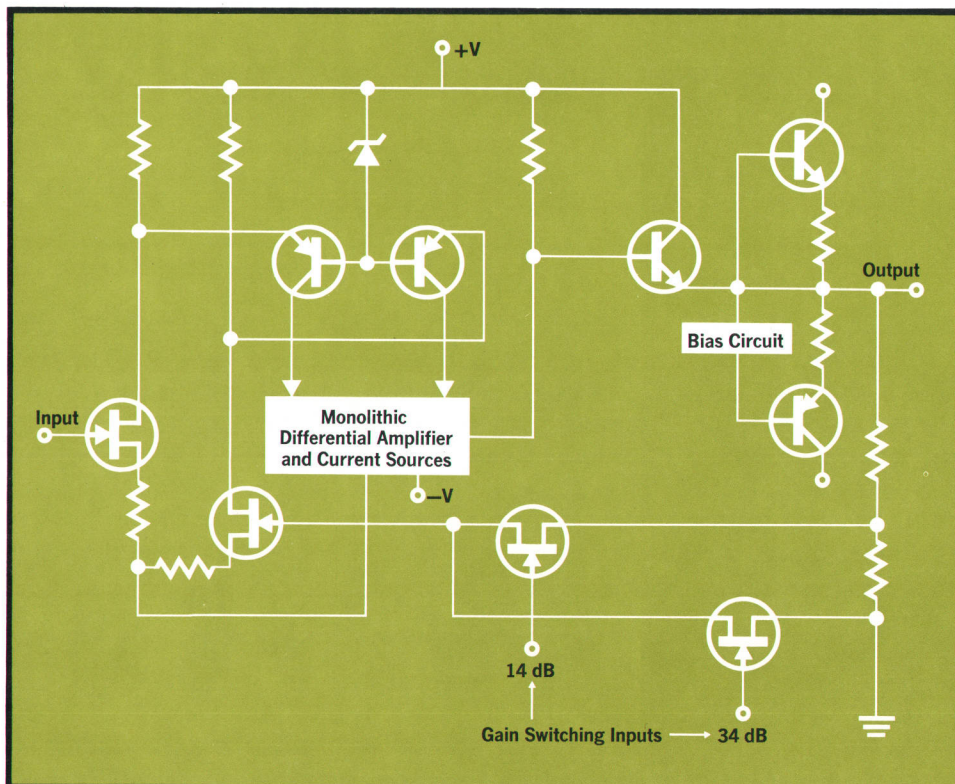 +V
Output
Bias Circuit
Input
Monolithic
Differential Amplifier
and Current Sources
—V
14 dB
Gain Switching Inputs → 34 dB